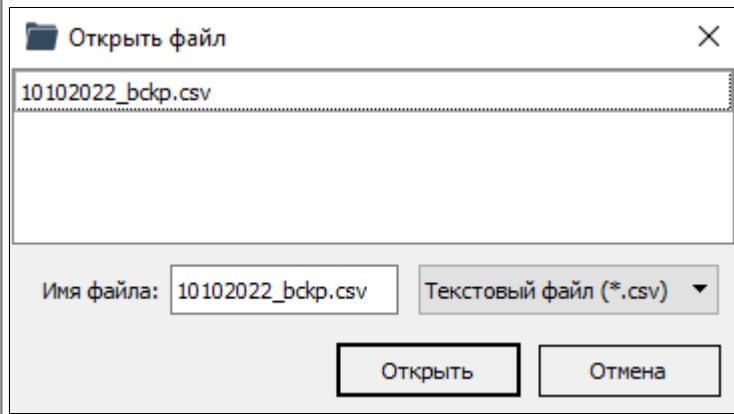 Открыть файл
10102022_bckp.csv
Имя файла: 10102022_bckp.csv Текстовый файл (*.csv)
Открыть Отмена